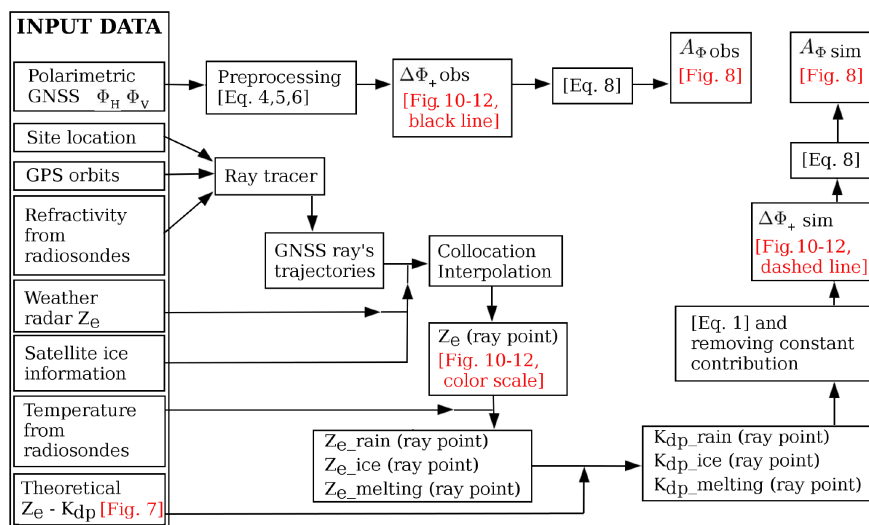 INPUT DATA
Polarimetric
GNSS Φ_H Φ_V
Site location
GPS orbits
Refractivity
from
radiosondes
Weather
radar Z_e
Satellite ice
information
Temperature
from
radiosondes
Theoretical
Z_e - K_dp [Fig. 7]
Preprocessing
[Eq. 4,5,6]
ΔΦ_+ obs
[Fig. 10-12,
black line]
[Eq. 8]
A_Φ obs
[Fig. 8]
Ray tracer
GNSS ray's
trajectories
Collocation
Interpolation
Z_e (ray point)
[Fig. 10-12,
color scale]
Z_e_rain (ray point)
Z_e_ice (ray point)
Z_e_melting (ray point)
K_dp_rain (ray point)
K_dp_ice (ray point)
K_dp_melting (ray point)
[Eq. 1] and
removing constant
contribution
ΔΦ_+ sim
[Fig. 10-12,
dashed line]
[Eq. 8]
A_Φ sim
[Fig. 8]